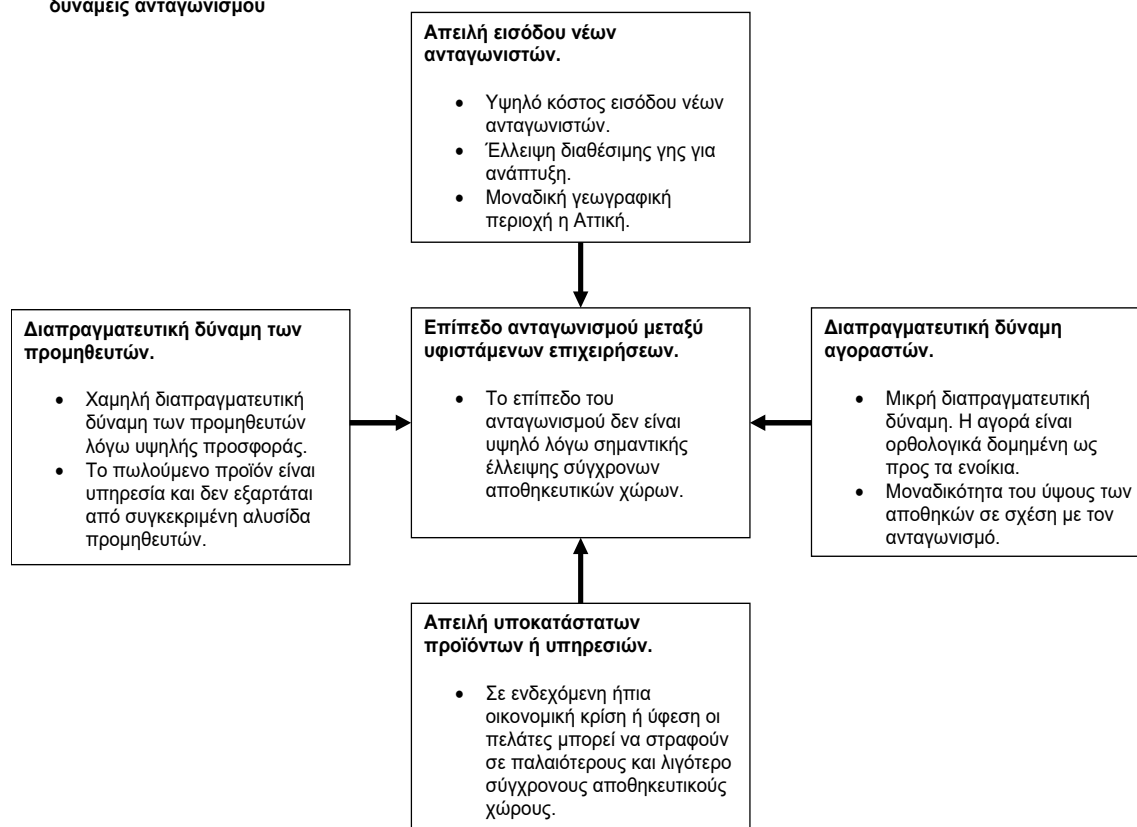 δυνάμεις ανταγωνισμού
Απειλή εισόδου νέων
ανταγωνιστών.
• Υψηλό κόστος εισόδου νέων
ανταγωνιστών.
• Έλλειψη διαθέσιμης γης για
ανάπτυξη.
• Μοναδική γεωγραφική
περιοχή η Αττική.
Διαπραγματευτική δύναμη των
προμηθευτών.
• Χαμηλή διαπραγματευτική
δύναμη των προμηθευτών
λόγω υψηλής προσφοράς.
• Το πωλούμενο προϊόν είναι
υπηρεσία και δεν εξαρτάται
από συγκεκριμένη αλυσίδα
προμηθευτών.
Επίπεδο ανταγωνισμού μεταξύ
υφιστάμενων επιχειρήσεων.
• Το επίπεδο του
ανταγωνισμού δεν είναι
υψηλό λόγω σημαντικής
έλλειψης σύγχρονων
αποθηκευτικών χώρων.
Διαπραγματευτική δύναμη
αγοραστών.
• Μικρή διαπραγματευτική
δύναμη. Η αγορά είναι
ορθολογικά δομημένη ως
προς τα ενοίκια.
• Μοναδικότητα του ύψους των
αποθηκών σε σχέση με τον
ανταγωνισμό.
Απειλή υποκατάστατων
προϊόντων ή υπηρεσιών.
• Σε ενδεχόμενη ήπια
οικονομική κρίση ή ύφεση οι
πελάτες μπορεί να στραφούν
σε παλαιότερους και λιγότερο
σύγχρονους αποθηκευτικούς
χώρους.